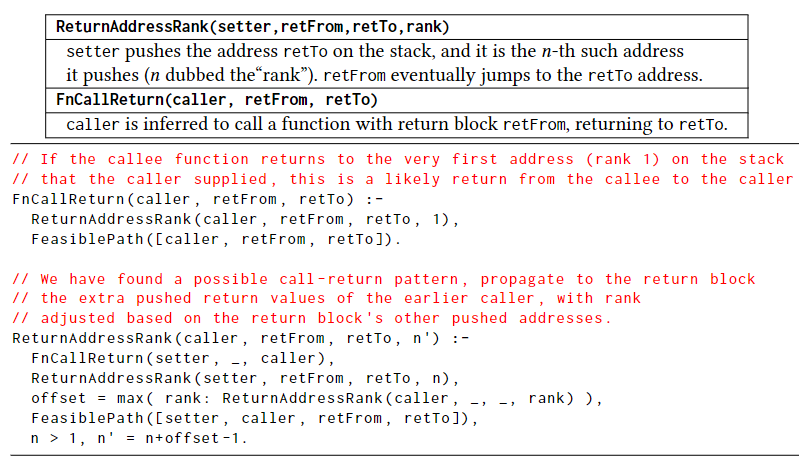 ReturnAddressRank(setter,retFrom,retTo,rank)
setter pushes the address retTo on the stack, and it is the n-th such address
it pushes (n dubbed the“rank”). retFrom eventually jumps to the retTo address.
FnCallReturn(caller, retFrom, retTo)
caller is inferred to call a function with return block retFrom, returning to retTo.
// If the callee function returns to the very first address (rank 1) on the stack
// that the caller supplied, this is a likely return from the callee to the caller
FnCallReturn(caller, retFrom, retTo) :-
ReturnAddressRank(caller, retFrom, retTo, 1),
FeasiblePath([caller, retFrom, retTo]).
// We have found a possible call-return pattern, propagate to the return block
// the extra pushed return values of the earlier caller, with rank
// adjusted based on the return block's other pushed addresses.
ReturnAddressRank(caller, retFrom, retTo, n') :-
FnCallReturn(setter, _, caller),
ReturnAddressRank(setter, retFrom, retTo, n),
offset = max( rank: ReturnAddressRank(caller, _, _, rank) ),
FeasiblePath([setter, caller, retFrom, retTo]),
n > 1, n' = n+offset-1.